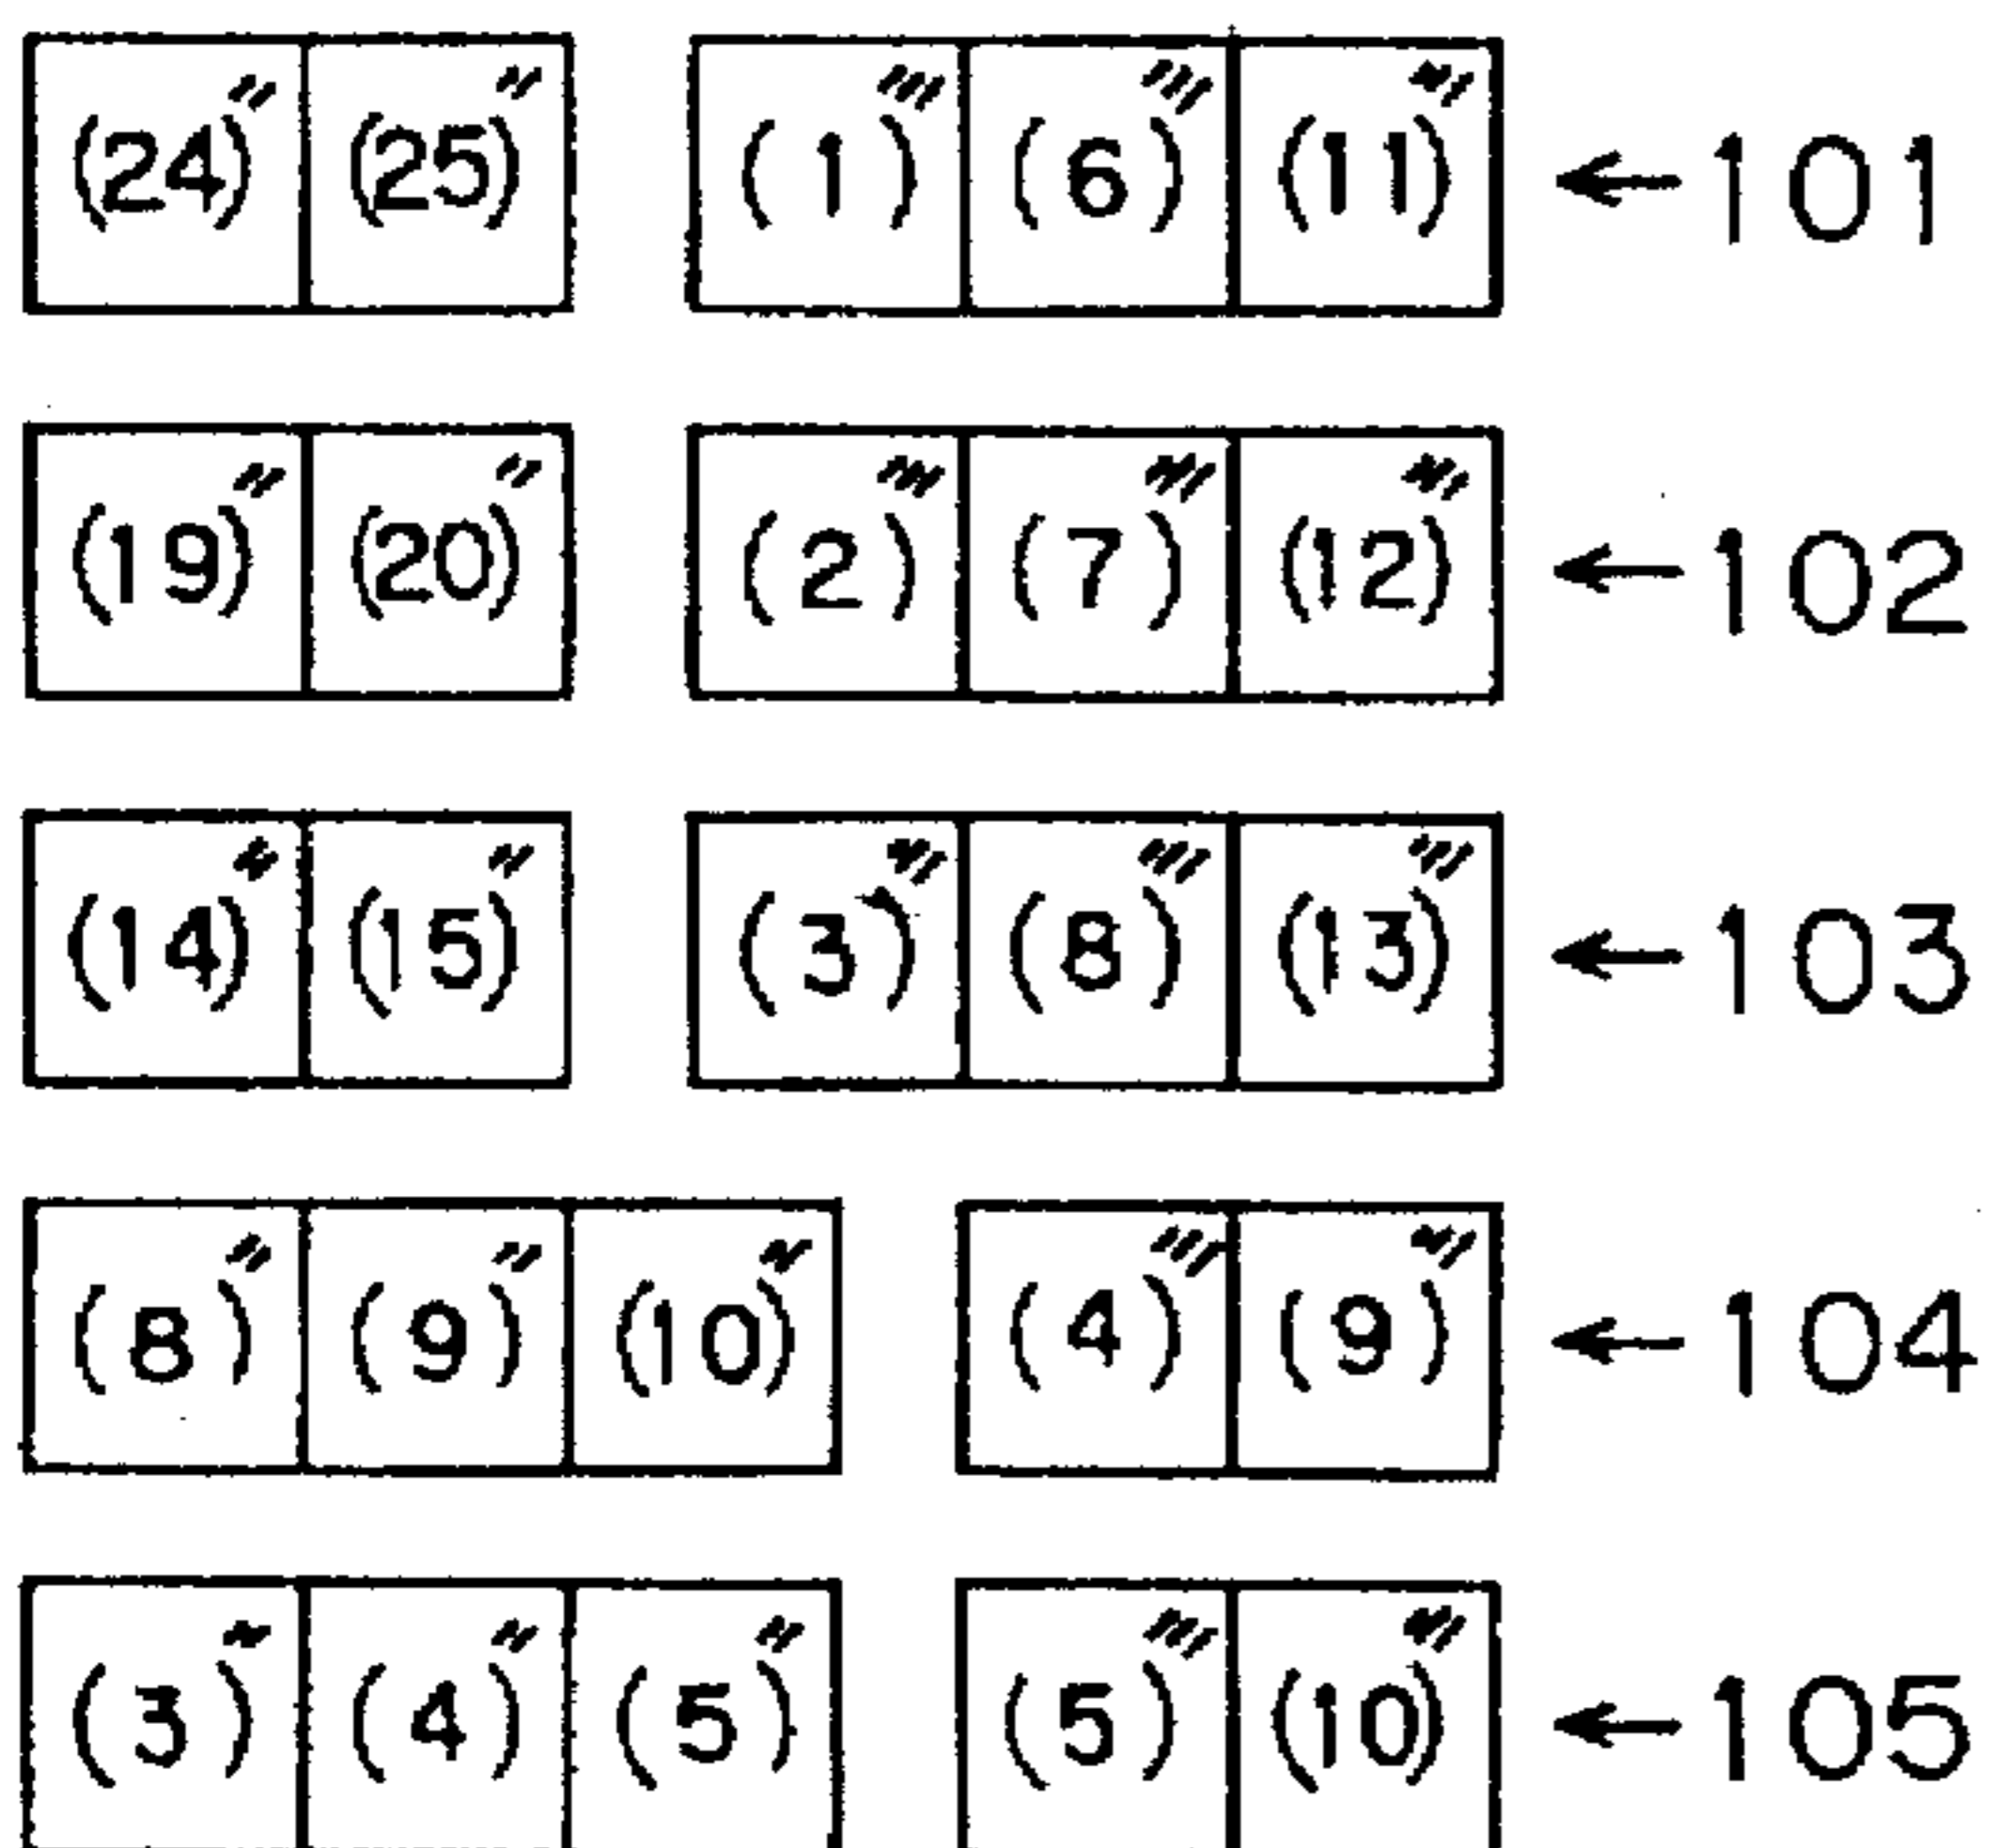 (24)″ (25)″ (1)‴ (6)‴ (11)‴ ←101
(19)″ (20)″ (2)‴ (7)‴ (12)‴ ←102
(14)″ (15)″ (3)‴ (8)‴ (13)‴ ←103
(8)″ (9)″ (10)″ (4)‴ (9)‴ ←104
(3)″ (4)″ (5)″ (5)‴ (10)‴ ←105